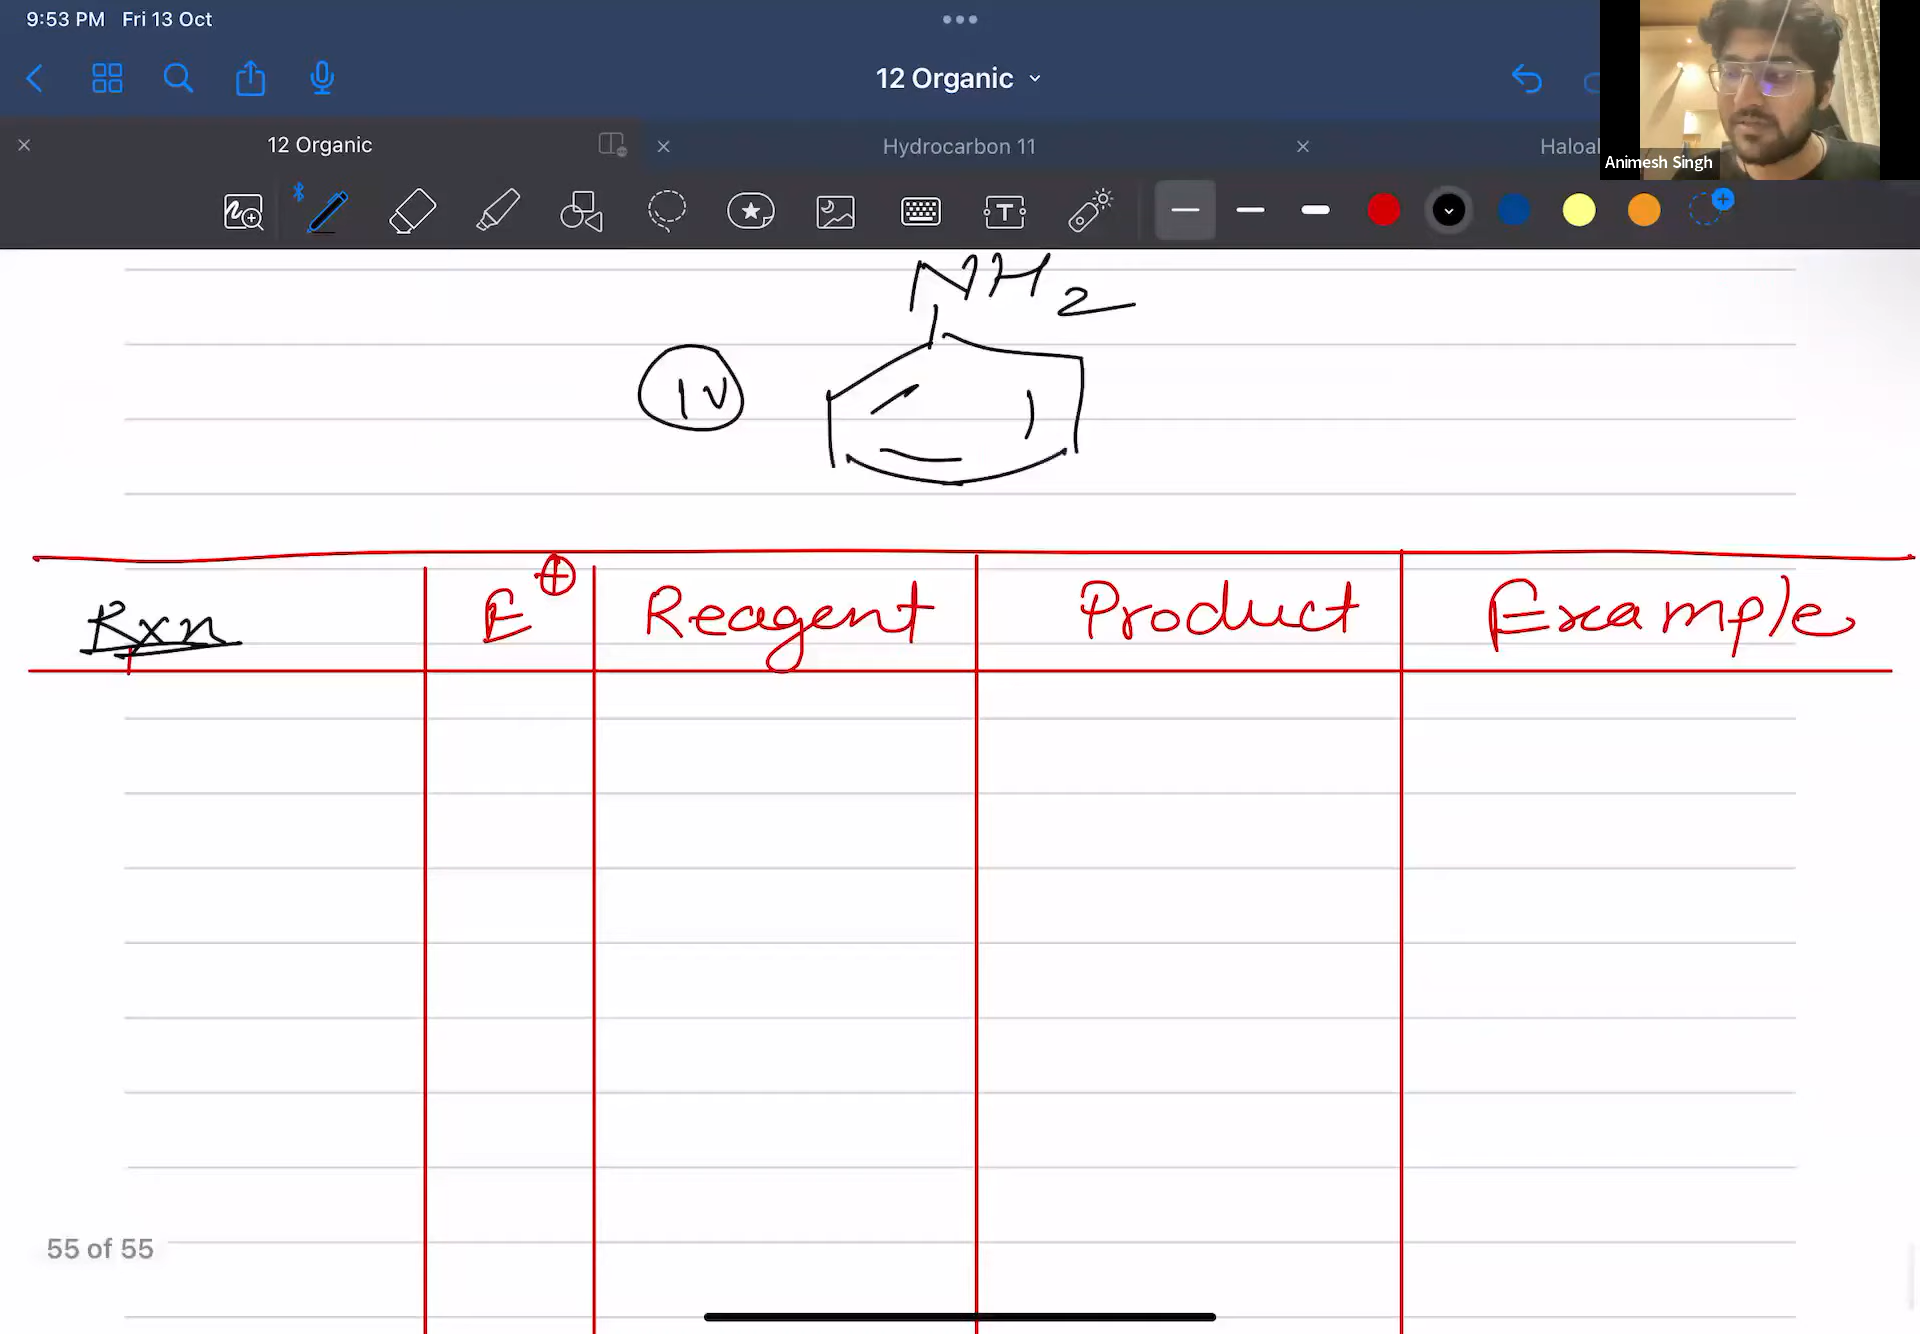 9:53 PM Fri 13 Oct
12 Organic
12 Organic
Hydrocarbon 11
Haloal
Animesh Singh
T
NH2
IV
Rxn E⊕ Reagent Product Example
55 of 55